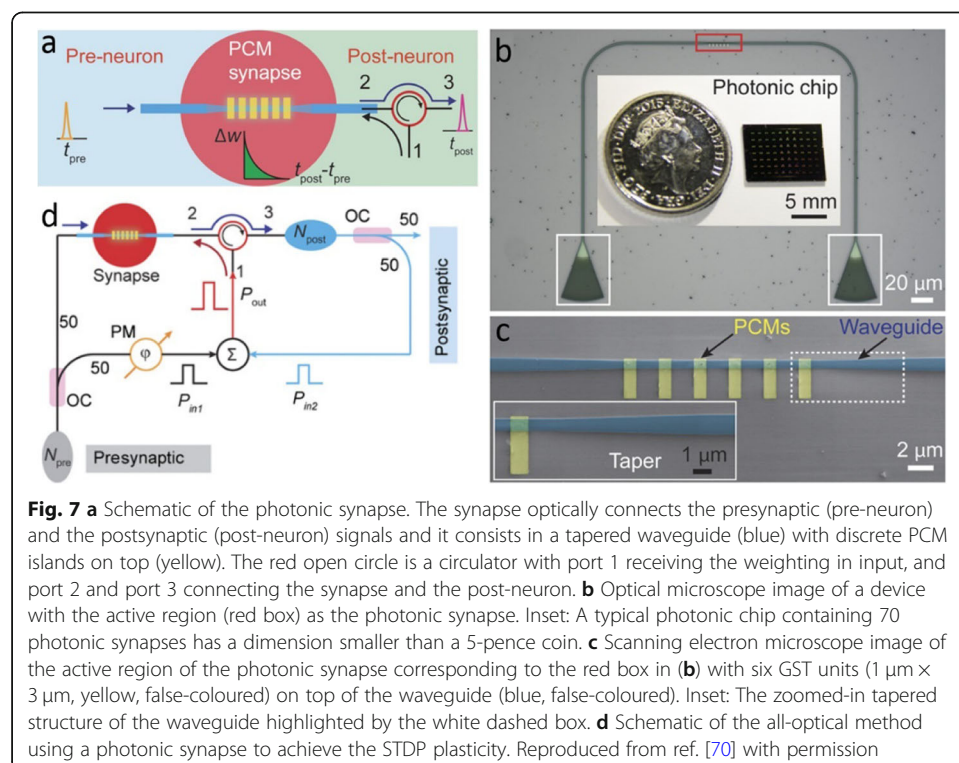 a
Pre-neuron
PCM
synapse
Post-neuron
2
3
1
Δw
t_post-t_pre
t_pre
t_post
b
Photonic chip
5 mm
20 µm
d
Synapse
2
3
1
N_post
OC
50
50
Postsynaptic
P_out
50
PM
φ
50
Σ
OC
P_in1
P_in2
N_pre
Presynaptic
c
PCMs
Waveguide
1 µm
Taper
2 µm
Fig. 7 a Schematic of the photonic synapse. The synapse optically connects the presynaptic (pre-neuron)
and the postsynaptic (post-neuron) signals and it consists in a tapered waveguide (blue) with discrete PCM
islands on top (yellow). The red open circle is a circulator with port 1 receiving the weighting in input, and
port 2 and port 3 connecting the synapse and the post-neuron. b Optical microscope image of a device
with the active region (red box) as the photonic synapse. Inset: A typical photonic chip containing 70
photonic synapses has a dimension smaller than a 5-pence coin. c Scanning electron microscope image of
the active region of the photonic synapse corresponding to the red box in (b) with six GST units (1 µm ×
3 µm, yellow, false-coloured) on top of the waveguide (blue, false-coloured). Inset: The zoomed-in tapered
structure of the waveguide highlighted by the white dashed box. d Schematic of the all-optical method
using a photonic synapse to achieve the STDP plasticity. Reproduced from ref. [70] with permission